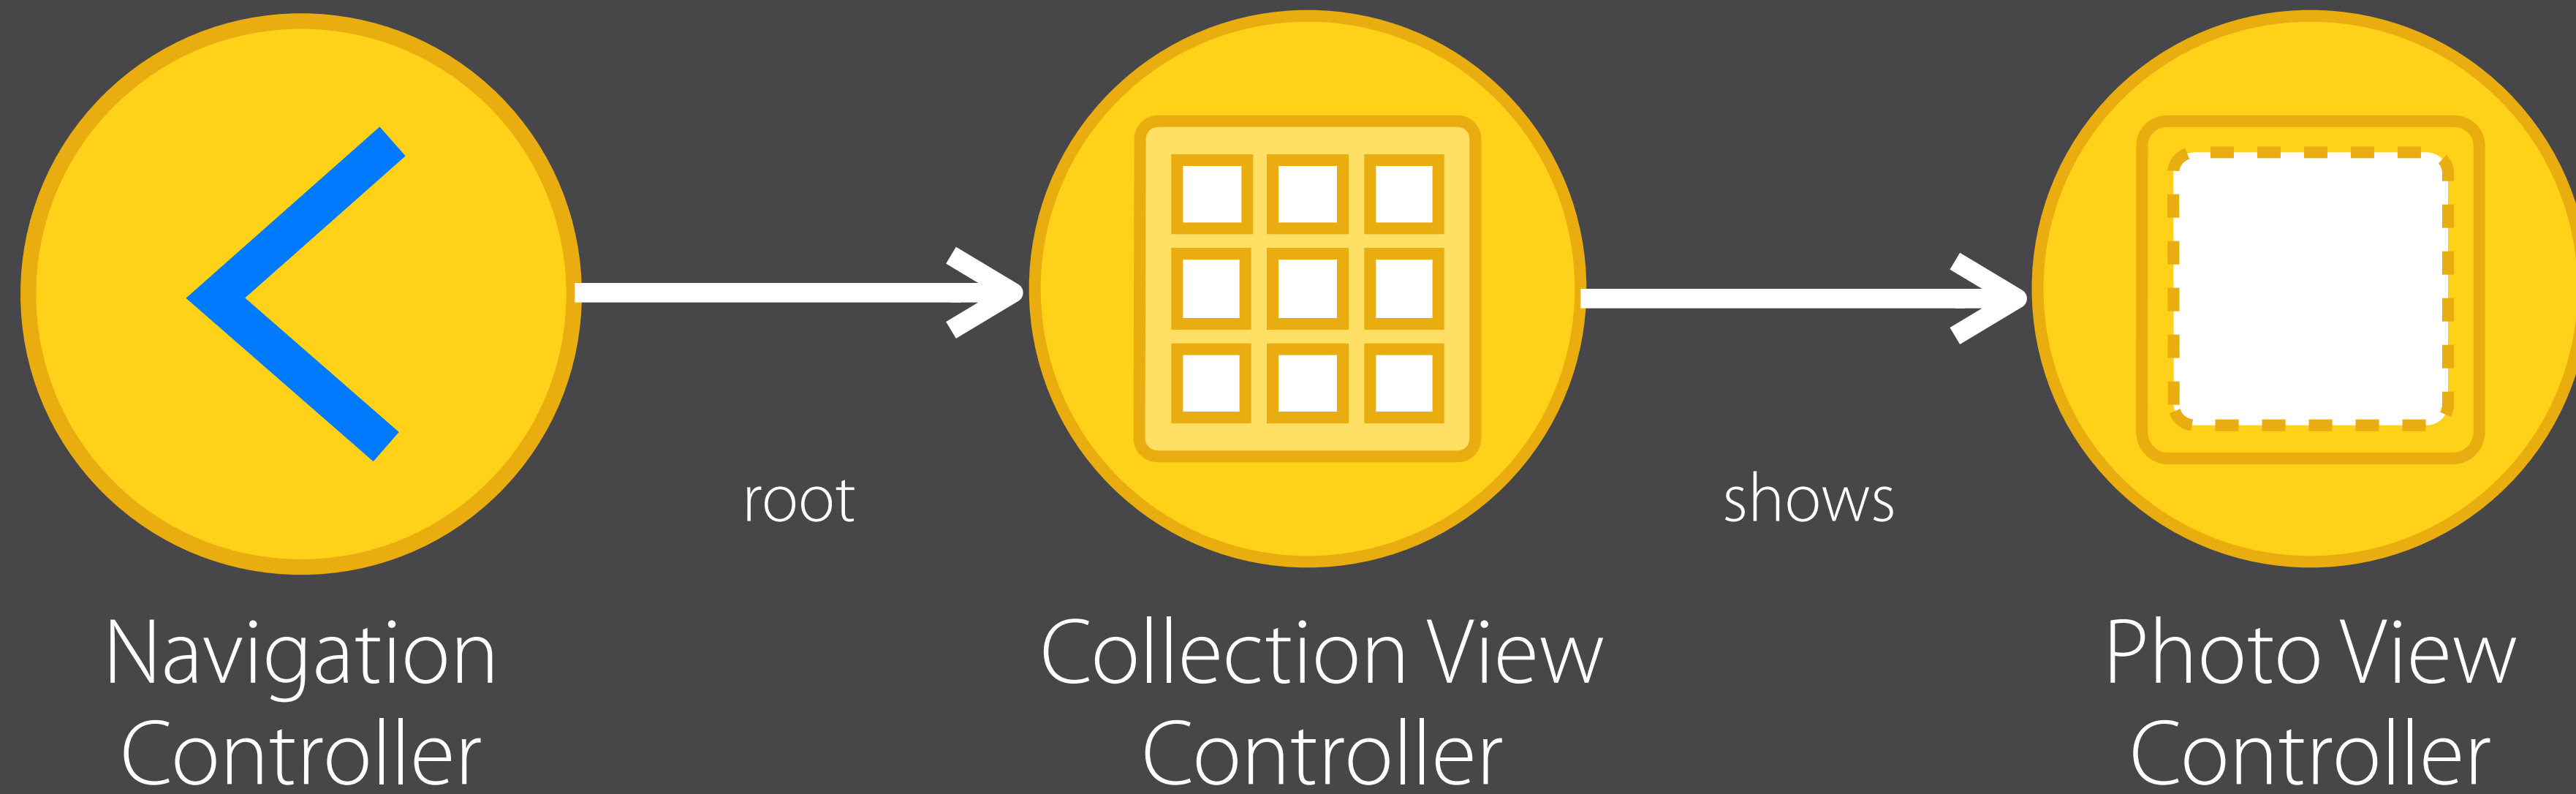 root
shows
Navigation
Controller
Collection View
Controller
Photo View
Controller